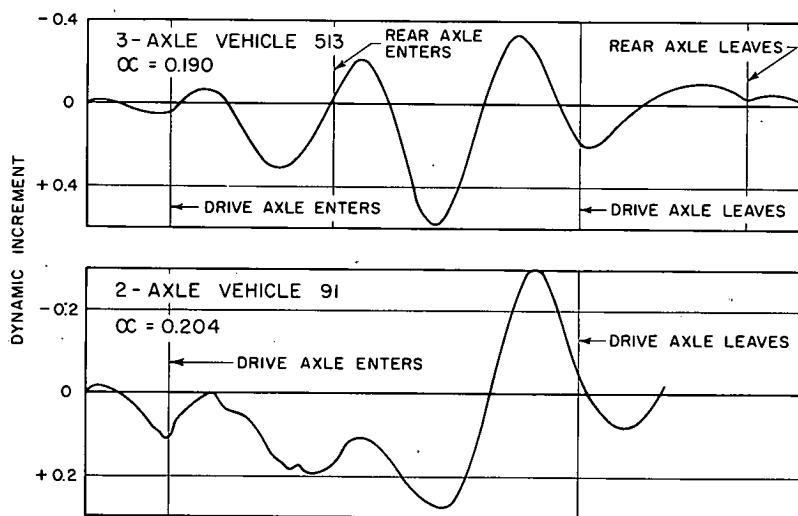 DYNAMIC INCREMENT
- 0.4
0
+ 0.4
3 - AXLE VEHICLE 513
∝ = 0.190
REAR AXLE
ENTERS
REAR AXLE LEAVES
DRIVE AXLE ENTERS
DRIVE AXLE LEAVES
- 0.2
0
+ 0.2
2 - AXLE VEHICLE 91
∝ = 0.204
DRIVE AXLE ENTERS
DRIVE AXLE LEAVES